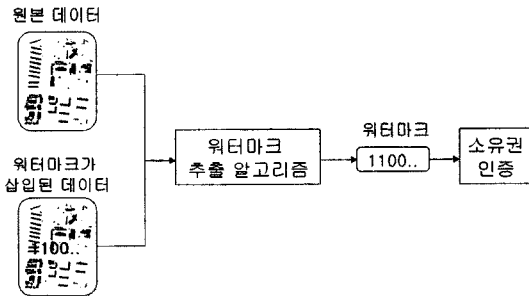 원본 데이터
워터마크가
삽입된 데이터
#100..
워터마크
추출 알고리즘
워터마크
1100..
소유권
인증